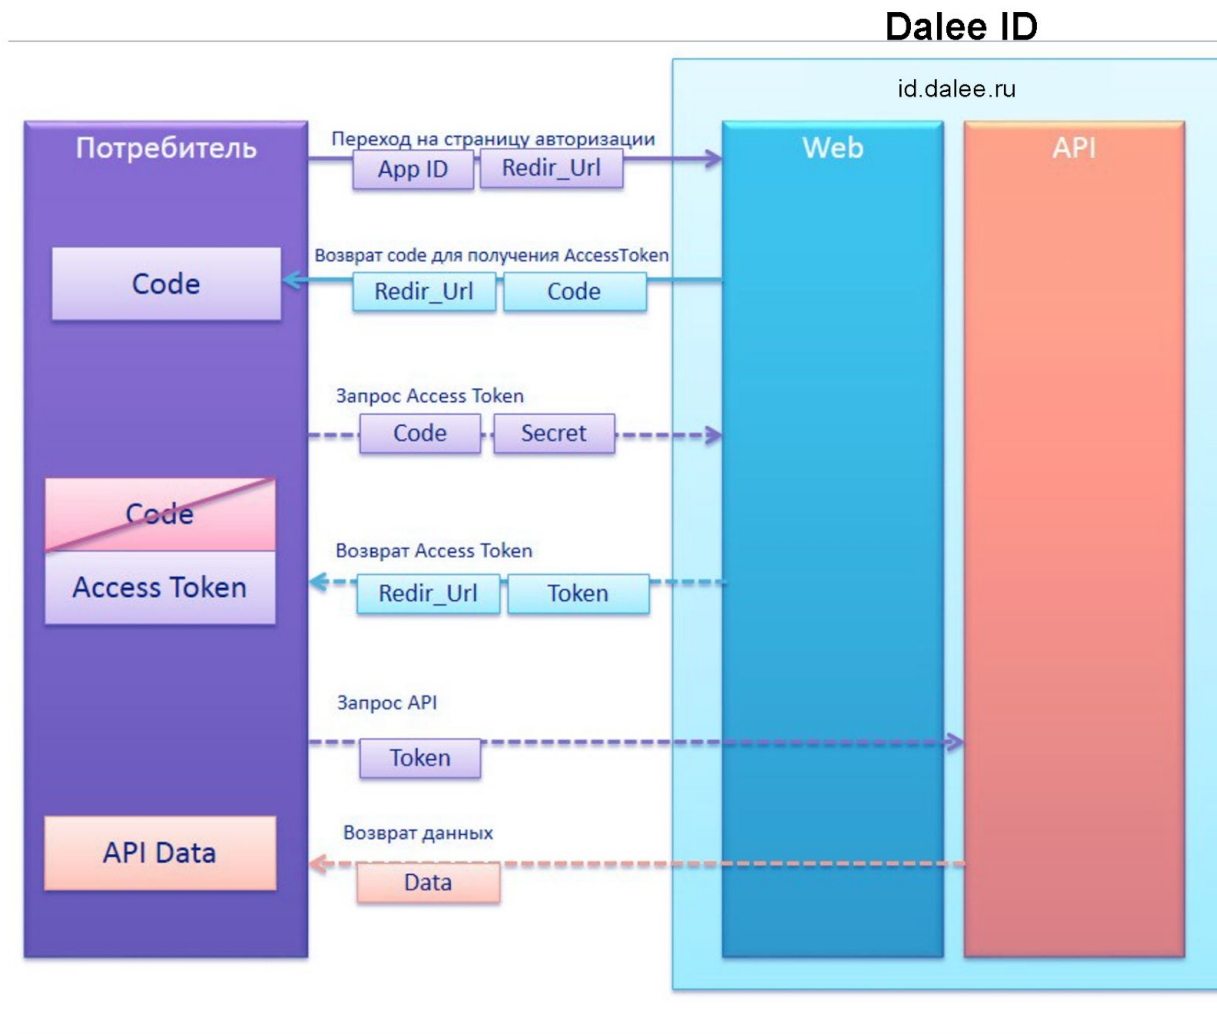 Dalee ID
id.dalee.ru
Потребитель
Web
API
Переход на страницу авторизации
App ID
Redir_Url
Возврат code для получения AccessToken
Code
Redir_Url
Code
Запрос Access Token
Code
Secret
Code
Возврат Access Token
Access Token
Redir_Url
Token
Запрос API
Token
Возврат данных
API Data
Data